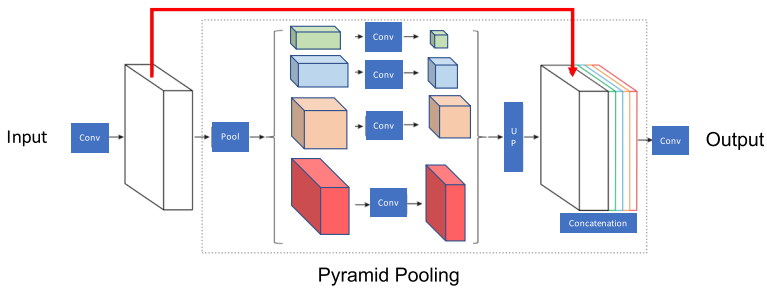 Input
Conv
Pool
Conv
Conv
Conv
Conv
U
P
Concatenation
Conv
Output
Pyramid Pooling